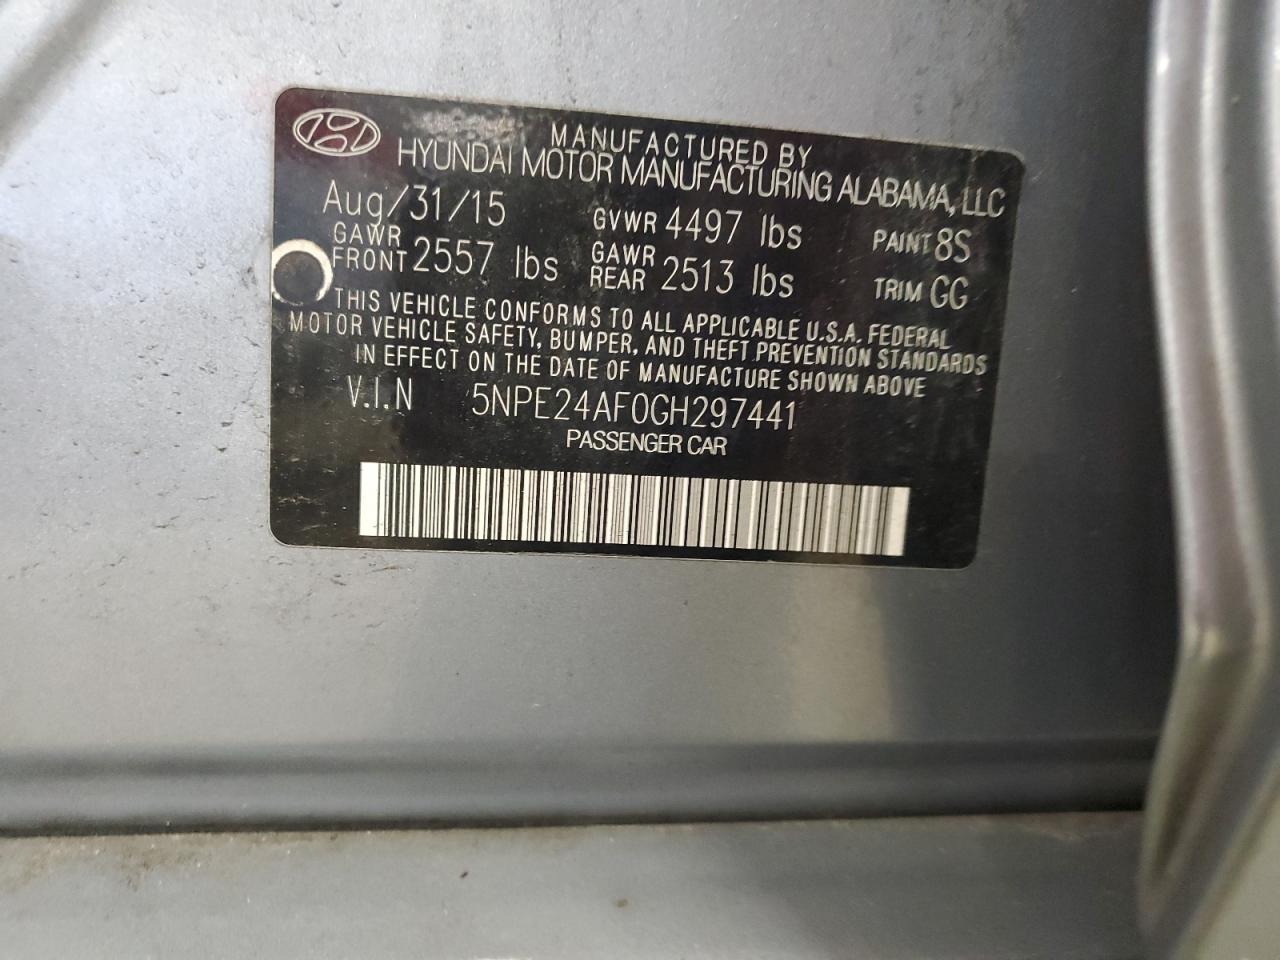 MANUFACTURED BY
HYUNDAI MOTOR MANUFACTURING ALABAMA, LLC
Aug/31/15 GVWR 4497 lbs PAINT 8S
GAWR FRONT 2557 lbs GAWR REAR 2513 lbs TRIM GG
THIS VEHICLE CONFORMS TO ALL APPLICABLE U.S.A. FEDERAL
MOTOR VEHICLE SAFETY, BUMPER, AND THEFT PREVENTION STANDARDS
IN EFFECT ON THE DATE OF MANUFACTURE SHOWN ABOVE
V.I.N 5NPE24AF0GH297441
PASSENGER CAR